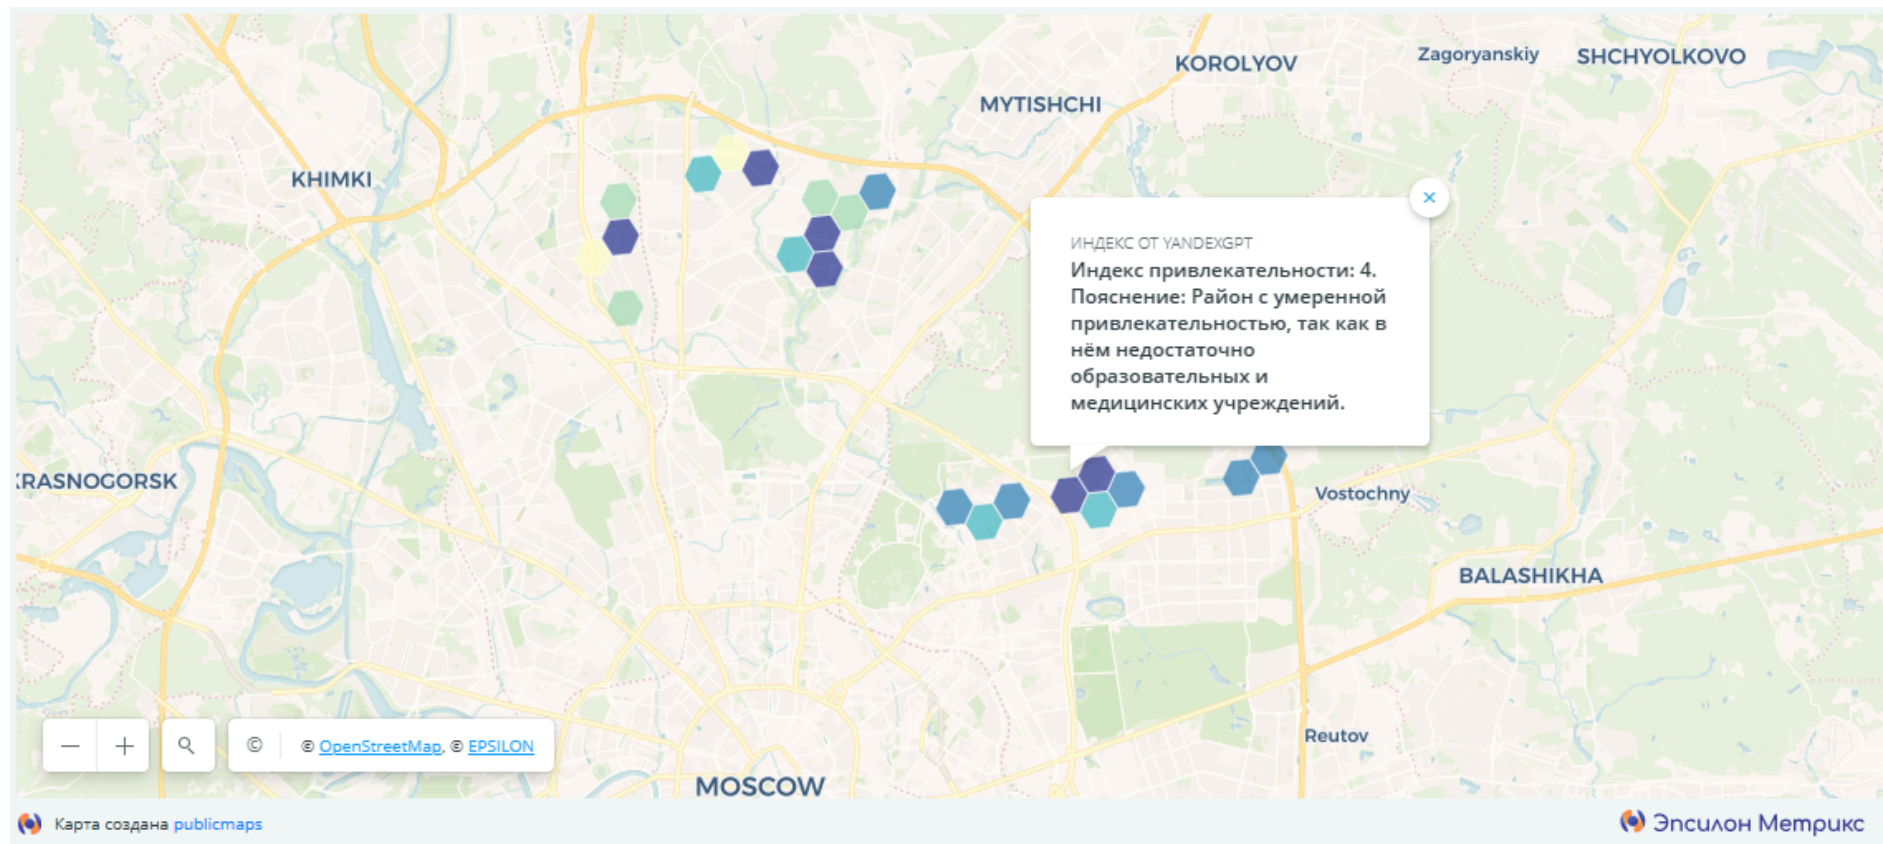 KOROLYOV
Zagoryanskiy
SHCHYOLKOVO
MYTISHCHI
KHIMKI
ИНДЕКС ОТ YANDEXGPT
Индекс привлекательности: 4.
Пояснение: Район с умеренной
привлекательностью, так как в
нём недостаточно
образовательных и
медицинских учреждений.
KRASNOGORSK
Vostochny
BALASHIKHA
Reutov
© © OpenStreetMap, © EPSILON
MOSCOW
Карта создана publicmaps
Эпсилон Метрикс